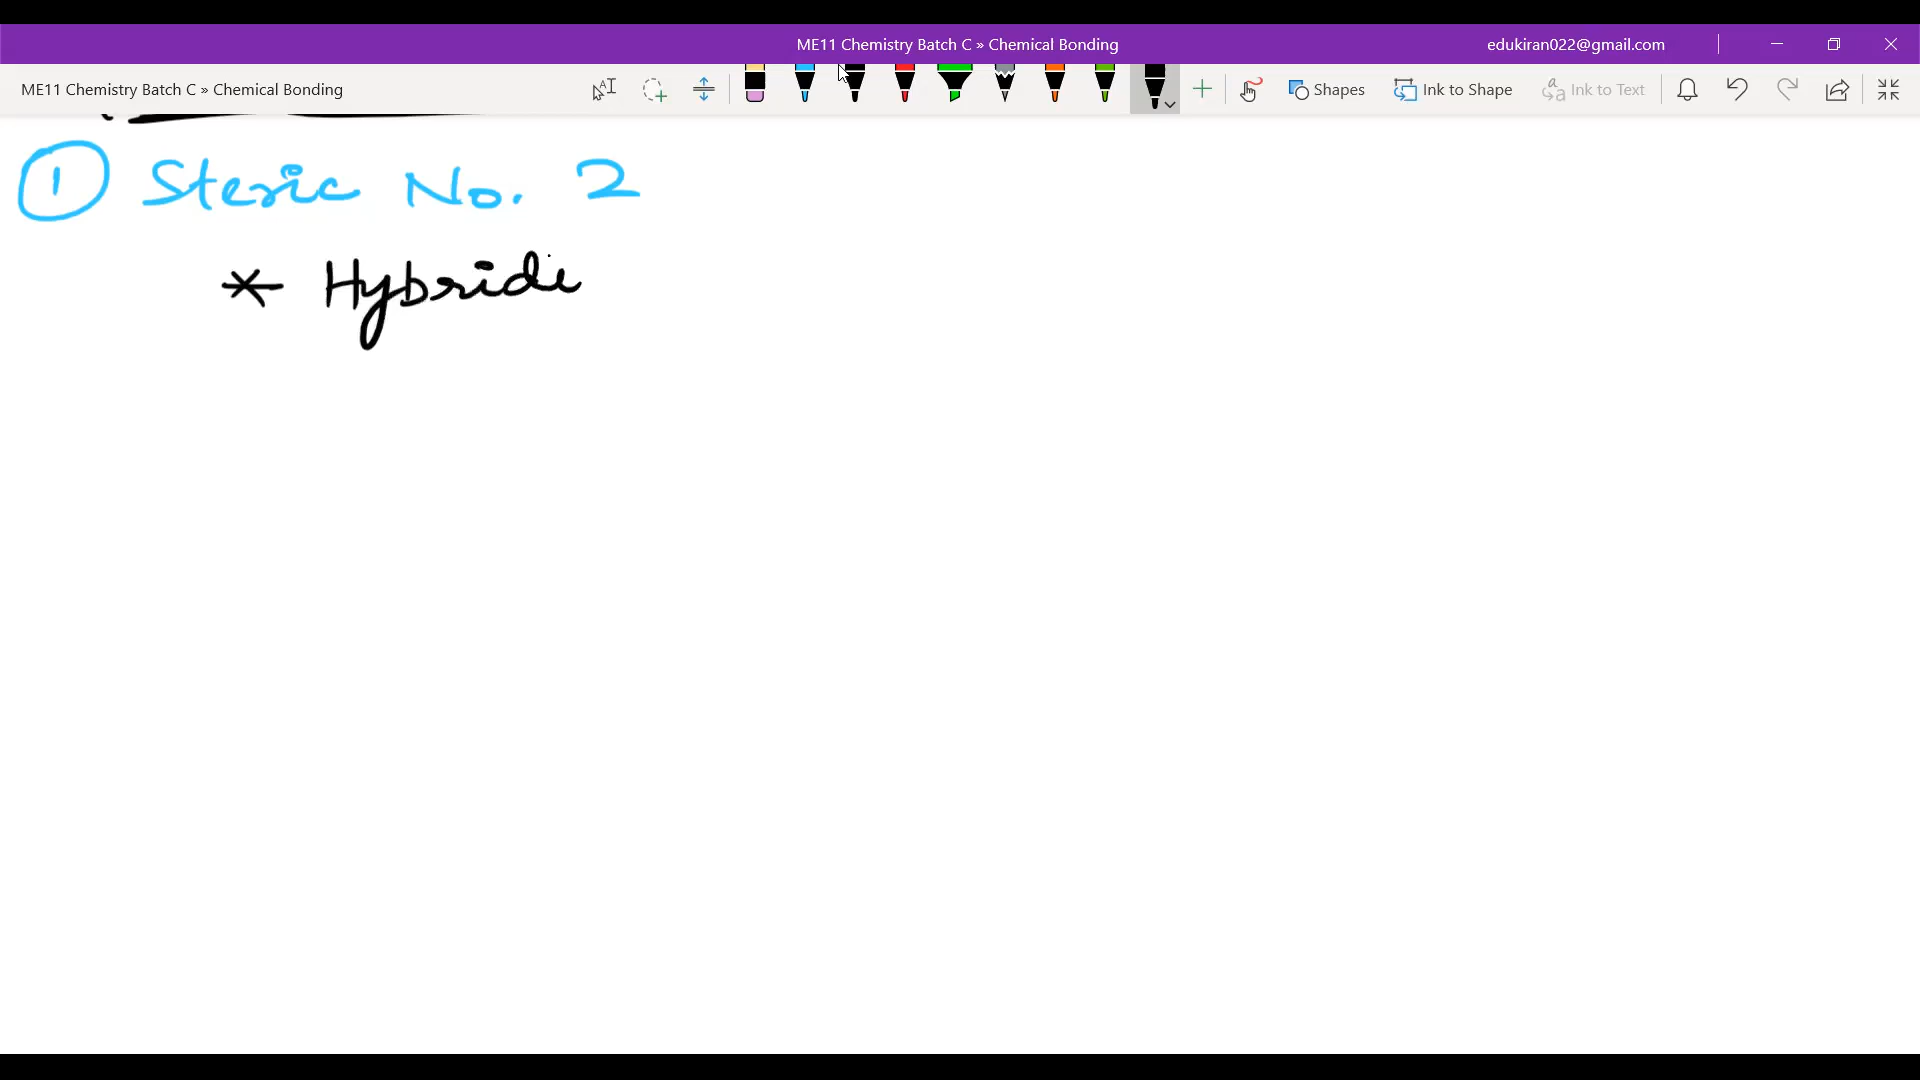 ME11 Chemistry Batch C » Chemical Bonding
edukiran022@gmail.com
ME11 Chemistry Batch C » Chemical Bonding
Shapes
Ink to Shape
Ink to Text
1 Steric No. 2
* Hybridi